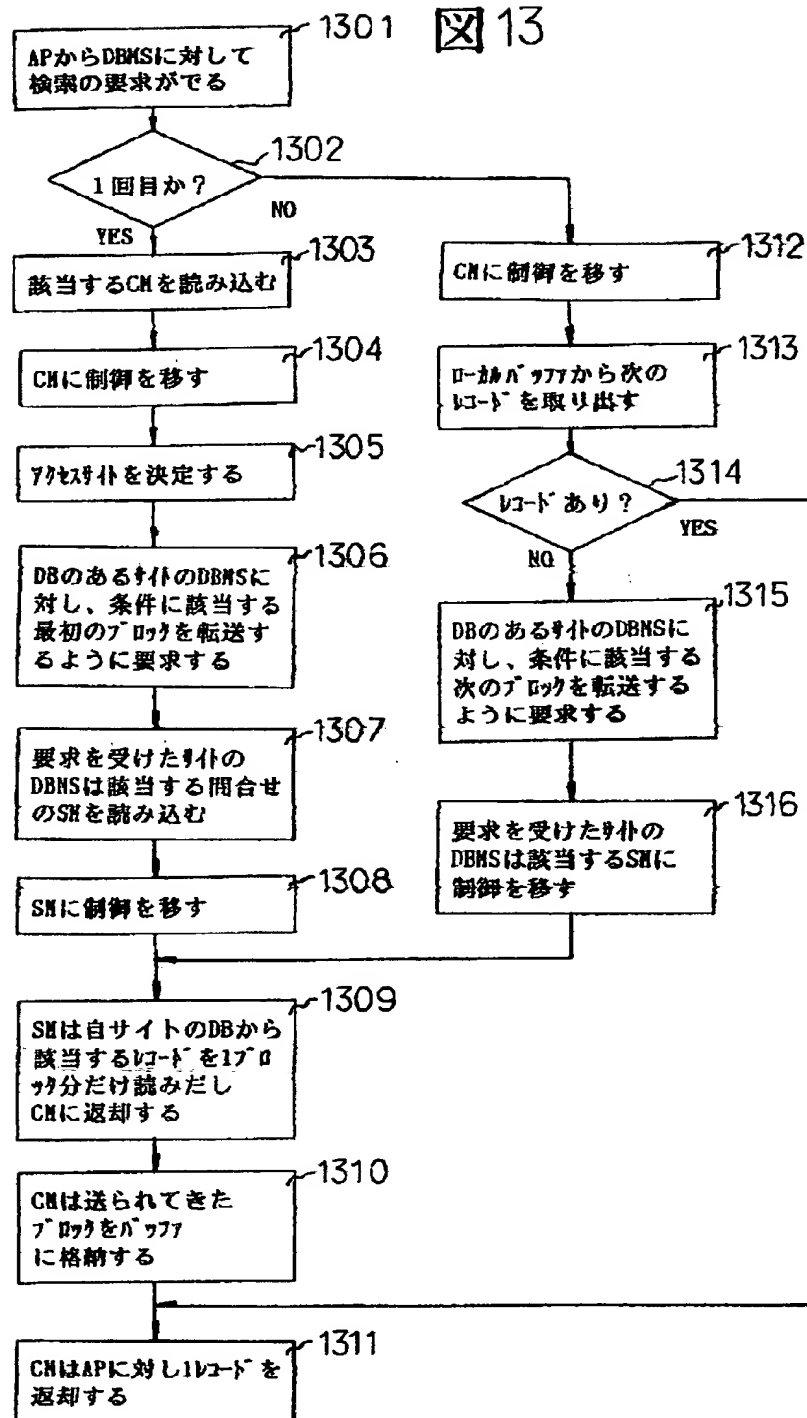 図13
1301
APからDBMSに対して
検索の要求がでる
1302
1回目か?
NO
YES
1303
該当するCMを読み込む
1304
CMに制御を移す
1305
ｱｸｾｽｻｲﾄを決定する
1306
DBのあるｻｲﾄのDBMSに
対し、条件に該当する
最初のﾌﾞﾛｯｸを転送す
るように要求する
1307
要求を受けたｻｲﾄの
DBMSは該当する問合せ
のSMを読み込む
1308
SMに制御を移す
1309
SMは自サイトのDBから
該当するﾚｺｰﾄﾞを1ﾌﾞﾛ
ｯｸ分だけ読みだし
CMに返却する
1310
CMは送られてきた
ﾌﾞﾛｯｸをﾊﾞｯﾌｧ
に格納する
1311
CMはAPに対し1ﾚｺｰﾄﾞを
返却する
1312
CMに制御を移す
1313
ﾛｰｶﾙﾊﾞｯﾌｧから次の
ﾚｺｰﾄﾞを取り出す
1314
ﾚｺｰﾄﾞあり?
YES
NO
1315
DBのあるｻｲﾄのDBMSに
対し、条件に該当する
次のﾌﾞﾛｯｸを転送する
ように要求する
1316
要求を受けたｻｲﾄの
DBMSは該当するSMに
制御を移す